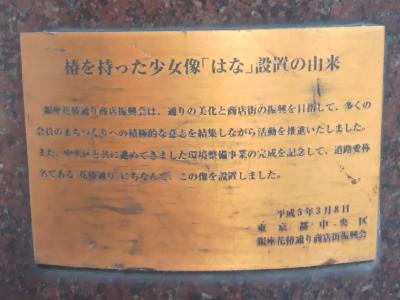 椿を持った少女像「はな」設置の由来
銀座花椿通り商店振興会は、通りの美化と商店街の振興を目指して、多くの
会員のまちつくりへの積極的な意志を結集しながら活動を推進いたしました。
また、中央区と共に進めてきました環境整備事業の完成を記念して、道路愛称
名である「花椿通り」にちなんで、この像を設置しました。
平成5年3月8日
東京都中央区
銀座花椿通り商店街振興会